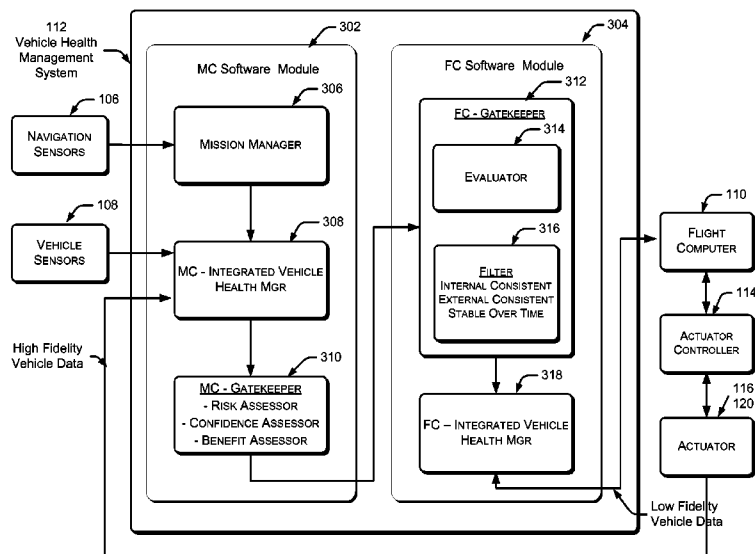 112
Vehicle Health
Management
System
302
MC Software Module
304
FC Software Module
106
NAVIGATION
SENSORS
306
MISSION MANAGER
312
FC - GATEKEEPER
314
EVALUATOR
108
VEHICLE
SENSORS
308
MC - INTEGRATED VEHICLE
HEALTH MGR
316
FILTER
INTERNAL CONSISTENT
EXTERNAL CONSISTENT
STABLE OVER TIME
110
FLIGHT
COMPUTER
114
ACTUATOR
CONTROLLER
High Fidelity
Vehicle Data
310
MC - GATEKEEPER
- RISK ASSESSOR
- CONFIDENCE ASSESSOR
- BENEFIT ASSESSOR
318
FC – INTEGRATED VEHICLE
HEALTH MGR
116
120
ACTUATOR
Low Fidelity
Vehicle Data